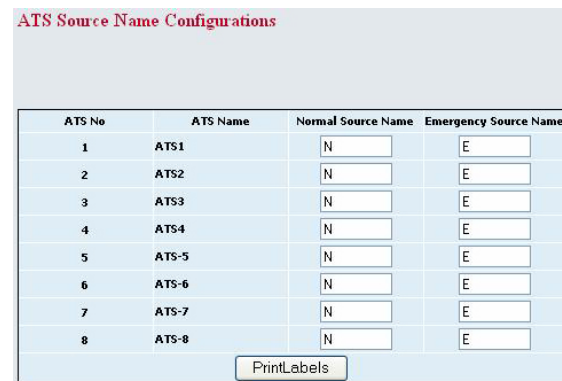 ATS Source Name Configurations
ATS No ATS Name Normal Source Name Emergency Source Name
1 ATS1 N E
2 ATS2 N E
3 ATS3 N E
4 ATS4 N E
5 ATS-5 N E
6 ATS-6 N E
7 ATS-7 N E
8 ATS-8 N E
PrintLabels